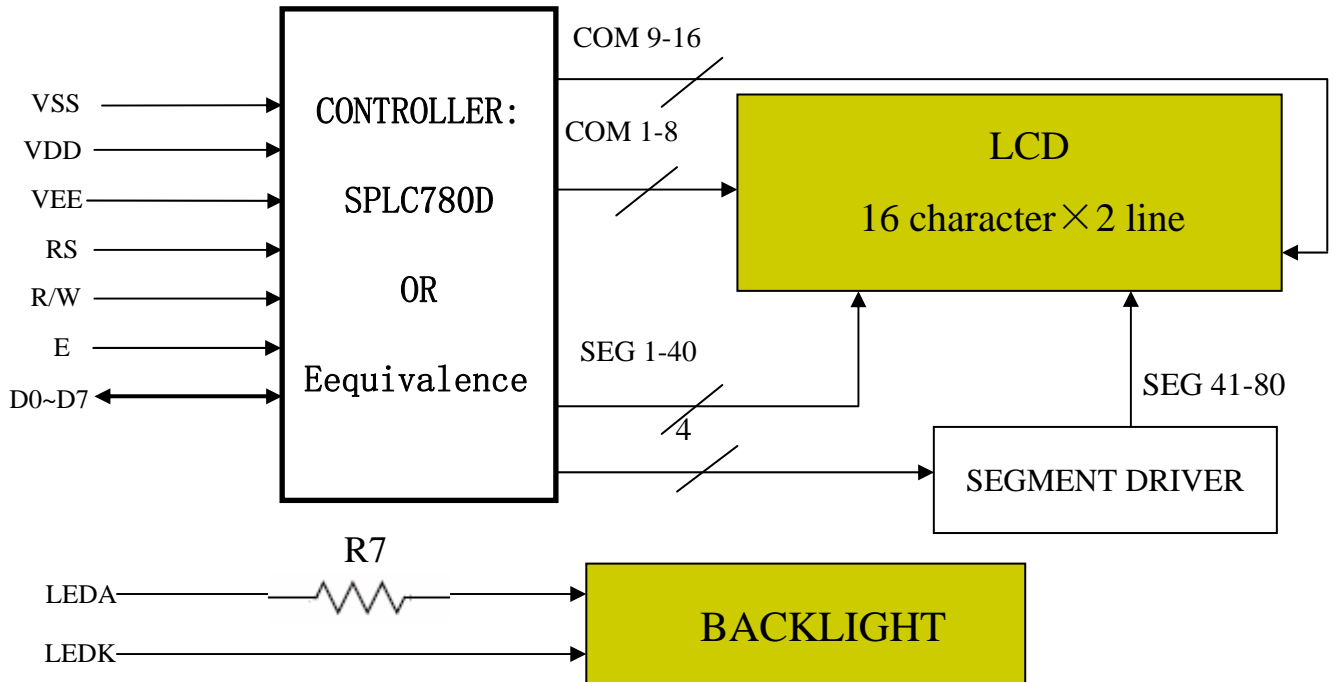 VSS
VDD
VEE
RS
R/W
E
D0~D7
CONTROLLER:
SPLC780D
OR
Eequivalence
COM 9-16
COM 1-8
SEG 1-40
4
LCD
16 character×2 line
SEG 41-80
SEGMENT DRIVER
R7
LEDA
LEDK
BACKLIGHT